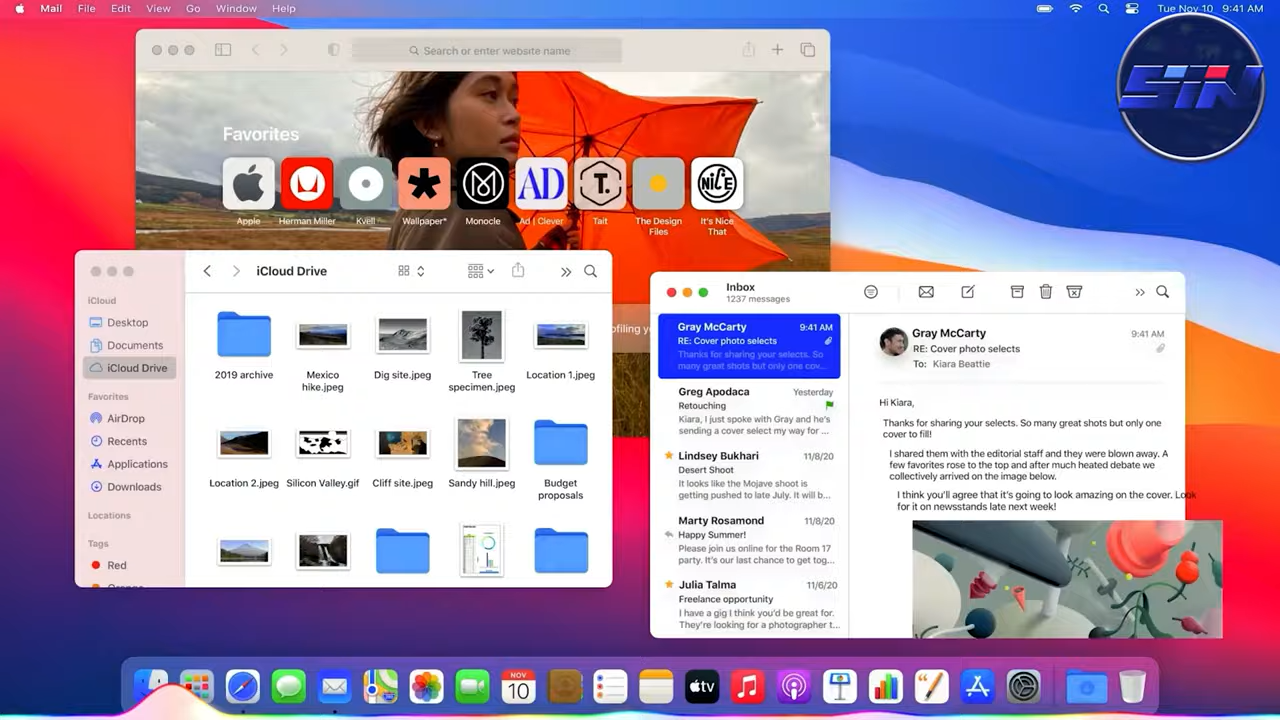 Mail File Edit View Go Window Help
Tue Nov 10 9:41 AM
STN
Search or enter website name
Favorites
Apple
Herman Miller
Kvell
Wallpaper*
Monocle
AD
Ad | Clever
T.
Tait
The Design
Files
NICE
It's Nice
That
iCloud Drive
iCloud
Desktop
Documents
iCloud Drive
Favorites
AirDrop
Recents
Applications
Downloads
Locations
Tags
Red
Orange
2019 archive
Mexico
hike.jpeg
Dig site.jpeg
Tree
specimen.jpeg
Location 1.jpeg
Location 2.jpeg
Silicon Valley.gif
Cliff site.jpeg
Sandy hill.jpeg
Budget
proposals
ofiling you
Inbox
1237 messages
Gray McCarty 9:41 AM
RE: Cover photo selects
Thanks for sharing your selects. So
many great shots but only one cov...
Greg Apodaca Yesterday
Retouching
Kiara, I just spoke with Gray and he's
sending a cover select my way for ...
Lindsey Bukhari 11/8/20
Desert Shoot
It looks like the Mojave shoot is
getting pushed to late July. It will b...
Marty Rosamond 11/8/20
Happy Summer!
Please join us online for the Room 17
party. It's our last chance to get tog...
Julia Talma 11/6/20
Freelance opportunity
I have a gig I think you'd be great for.
They're looking for a photographer t...
Gray McCarty 9:41 AM
RE: Cover photo selects
To: Kiara Beattie
Hi Kiara,
Thanks for sharing your selects. So many great shots but only one
cover to fill!
I shared them with the editorial staff and they were blown away. A
few favorites rose to the top and after much heated debate we
collectively arrived on the image below.
I think you'll agree that it's going to look amazing on the cover. Look
for it on newsstands late next week!
NOV
10
tv